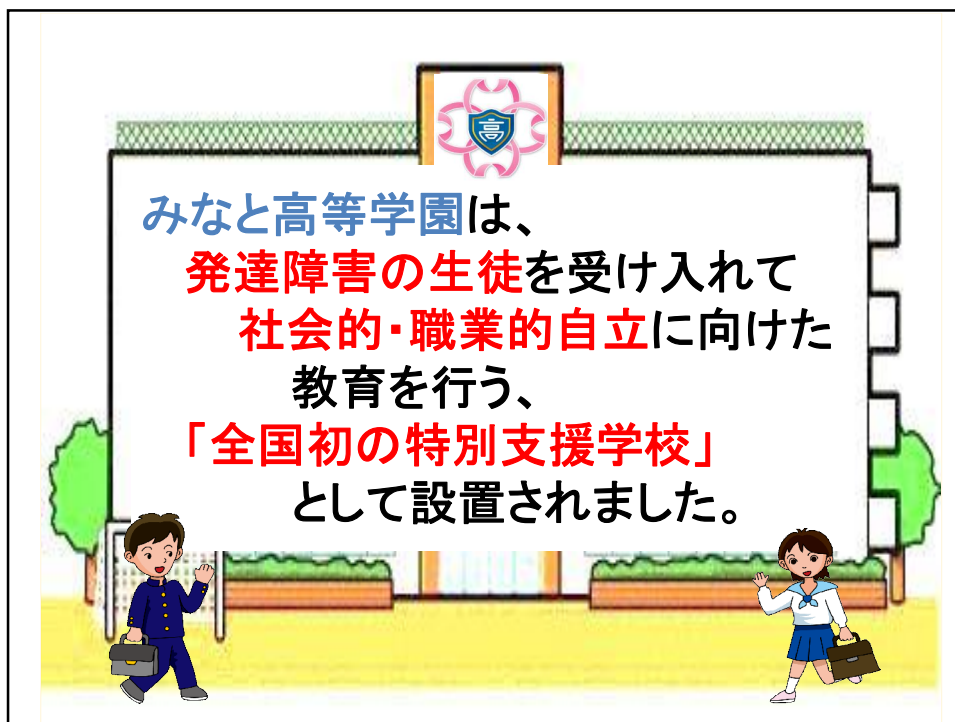 高
みなと高等学園は、
発達障害の生徒を受け入れて
社会的・職業的自立に向けた
教育を行う、
「全国初の特別支援学校」
として設置されました。